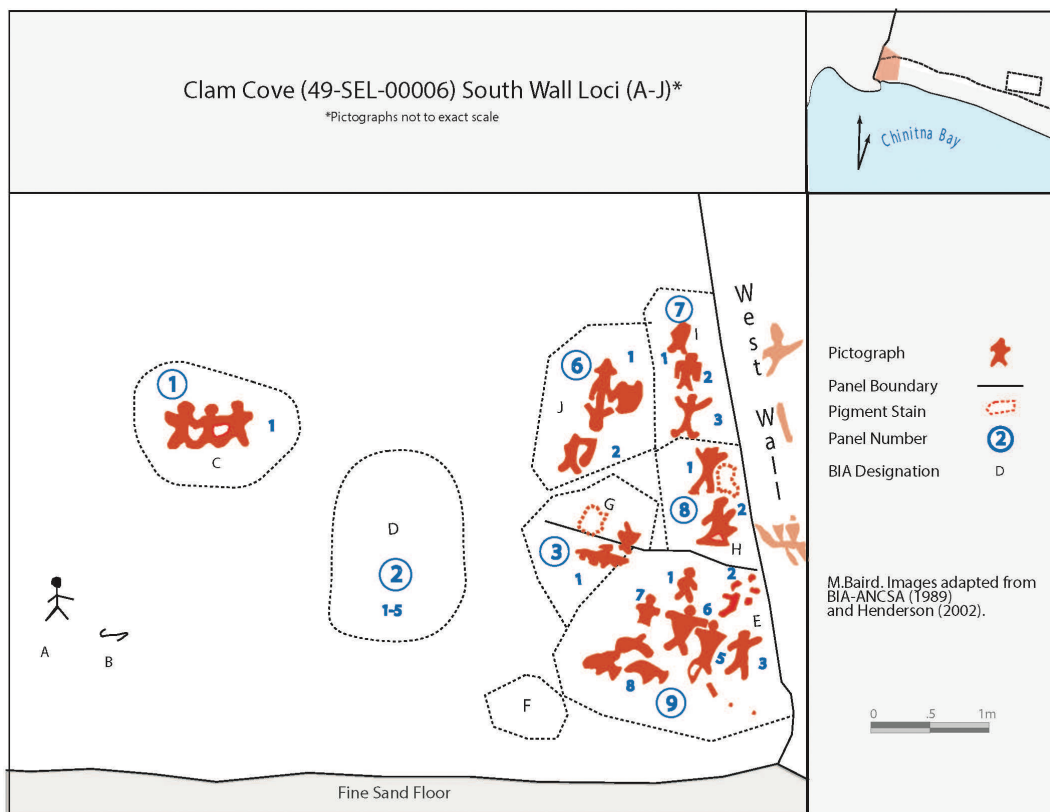 Clam Cove (49-SEL-00006) South Wall Loci (A-J)*
*Pictographs not to exact scale
Chinitna Bay
West Wall
7
I
1
2
3
6
1
J
2
1
1
C
1
8
2
H
G
3
1
D
2
1-5
1
2
7
6
E
5
3
8
9
A
B
F
Fine Sand Floor
Pictograph
Panel Boundary
Pigment Stain
Panel Number
2
BIA Designation
D
M.Baird. Images adapted from
BIA-ANCSA (1989)
and Henderson (2002).
0 .5 1m